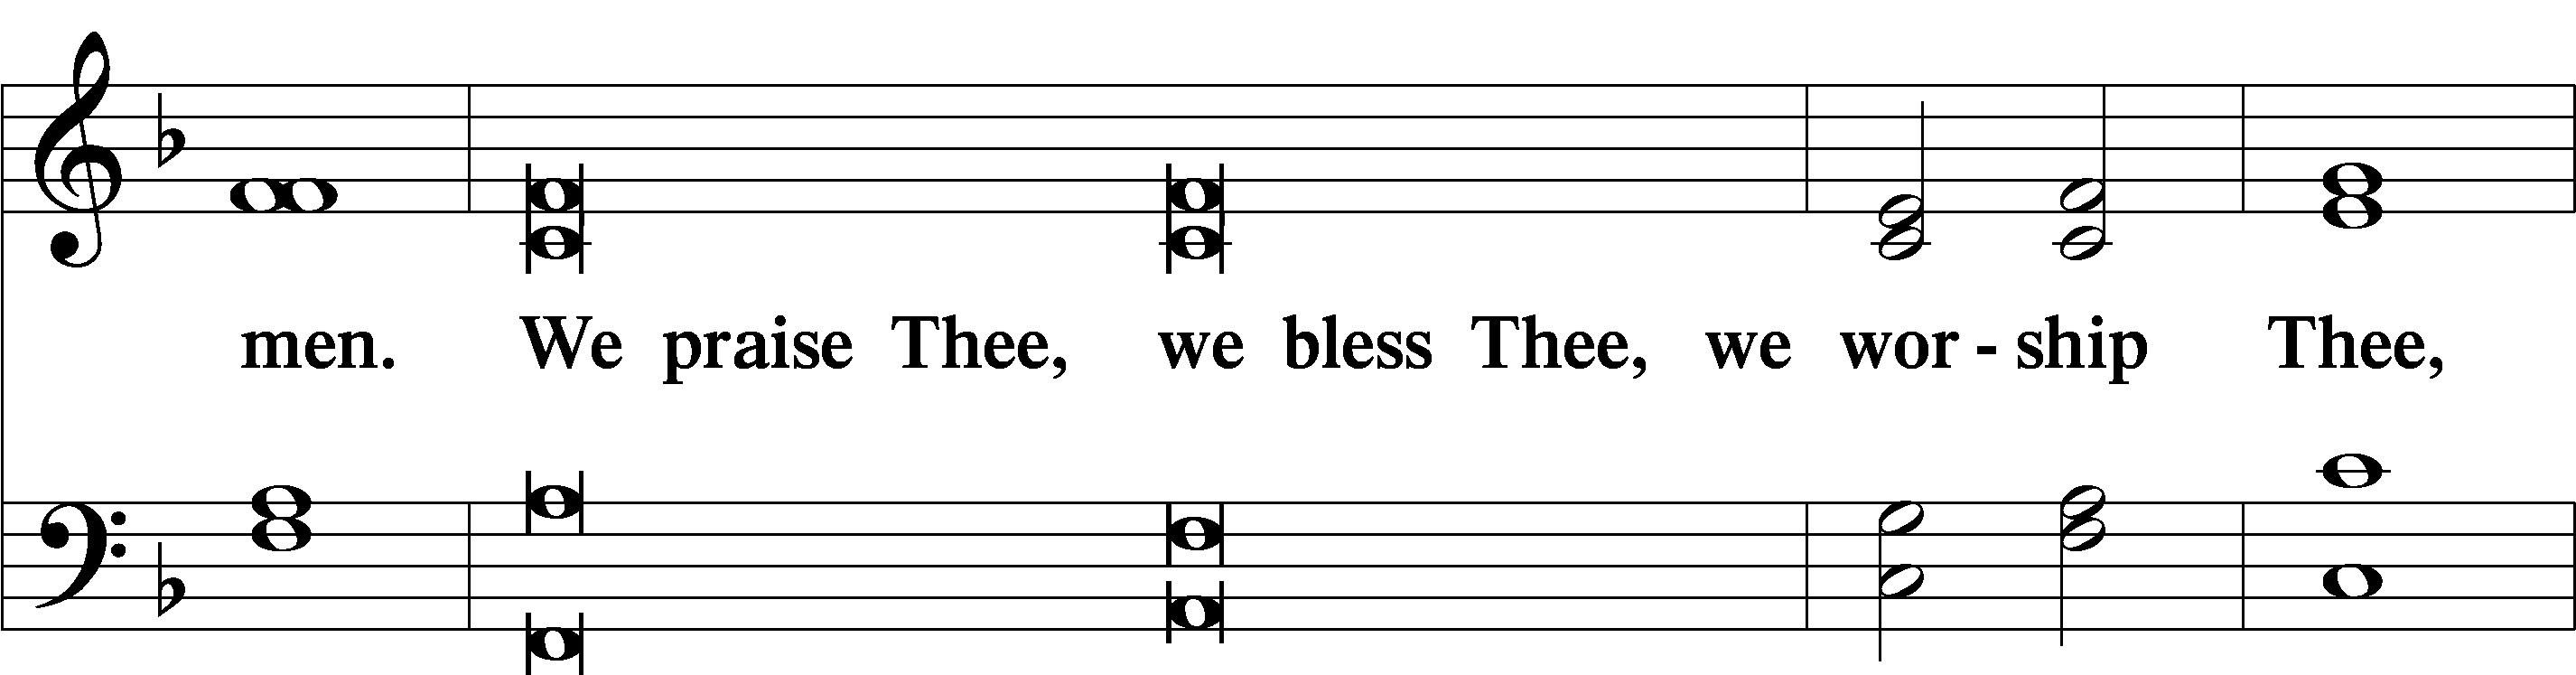 men. We praise Thee, we bless Thee, we wor - ship Thee,